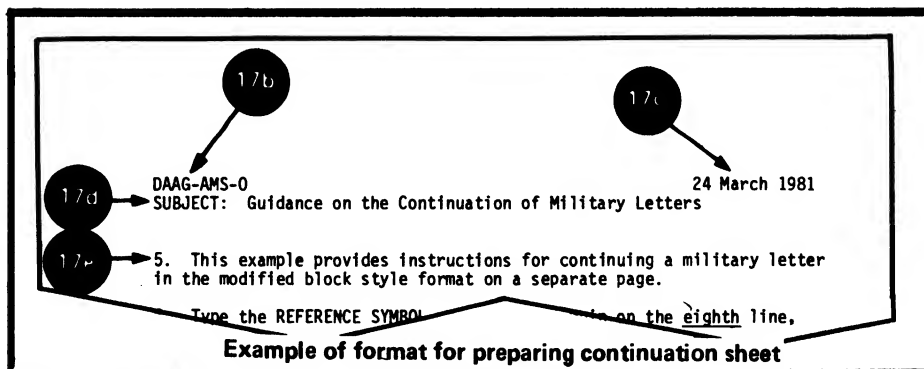 17b
17c
DAAG-AMS-O 24 March 1981
17d
SUBJECT: Guidance on the Continuation of Military Letters
17e
5. This example provides instructions for continuing a military letter
in the modified block style format on a separate page.
Type the REFERENCE SYMBOL on the eighth line,
Example of format for preparing continuation sheet